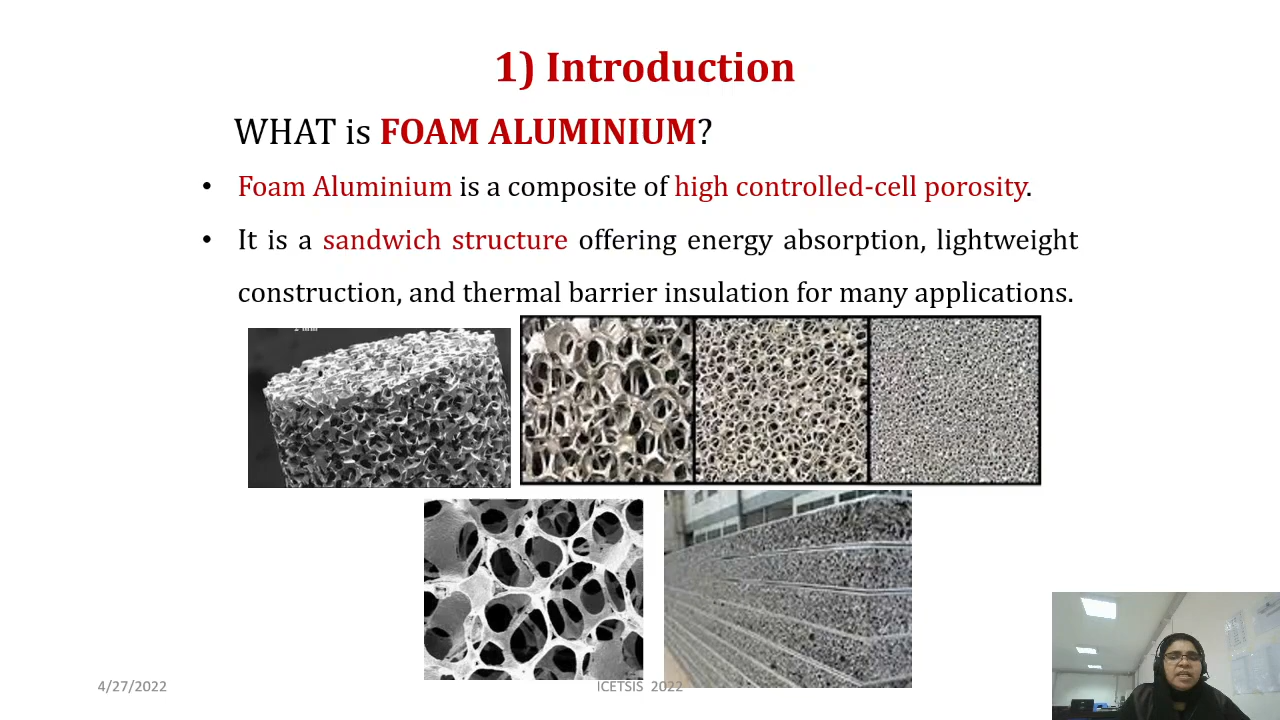 1) Introduction
WHAT is FOAM ALUMINIUM?
• Foam Aluminium is a composite of high controlled-cell porosity.
• It is a sandwich structure offering energy absorption, lightweight
construction, and thermal barrier insulation for many applications.
4/27/2022
ICETSIS 2022